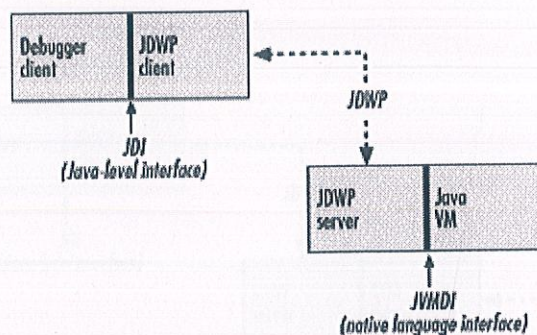 Debugger
client
JDWP
client
JDWP
JDI
(Java-level interface)
JDWP
server
Java
VM
JVMDI
(native language interface)